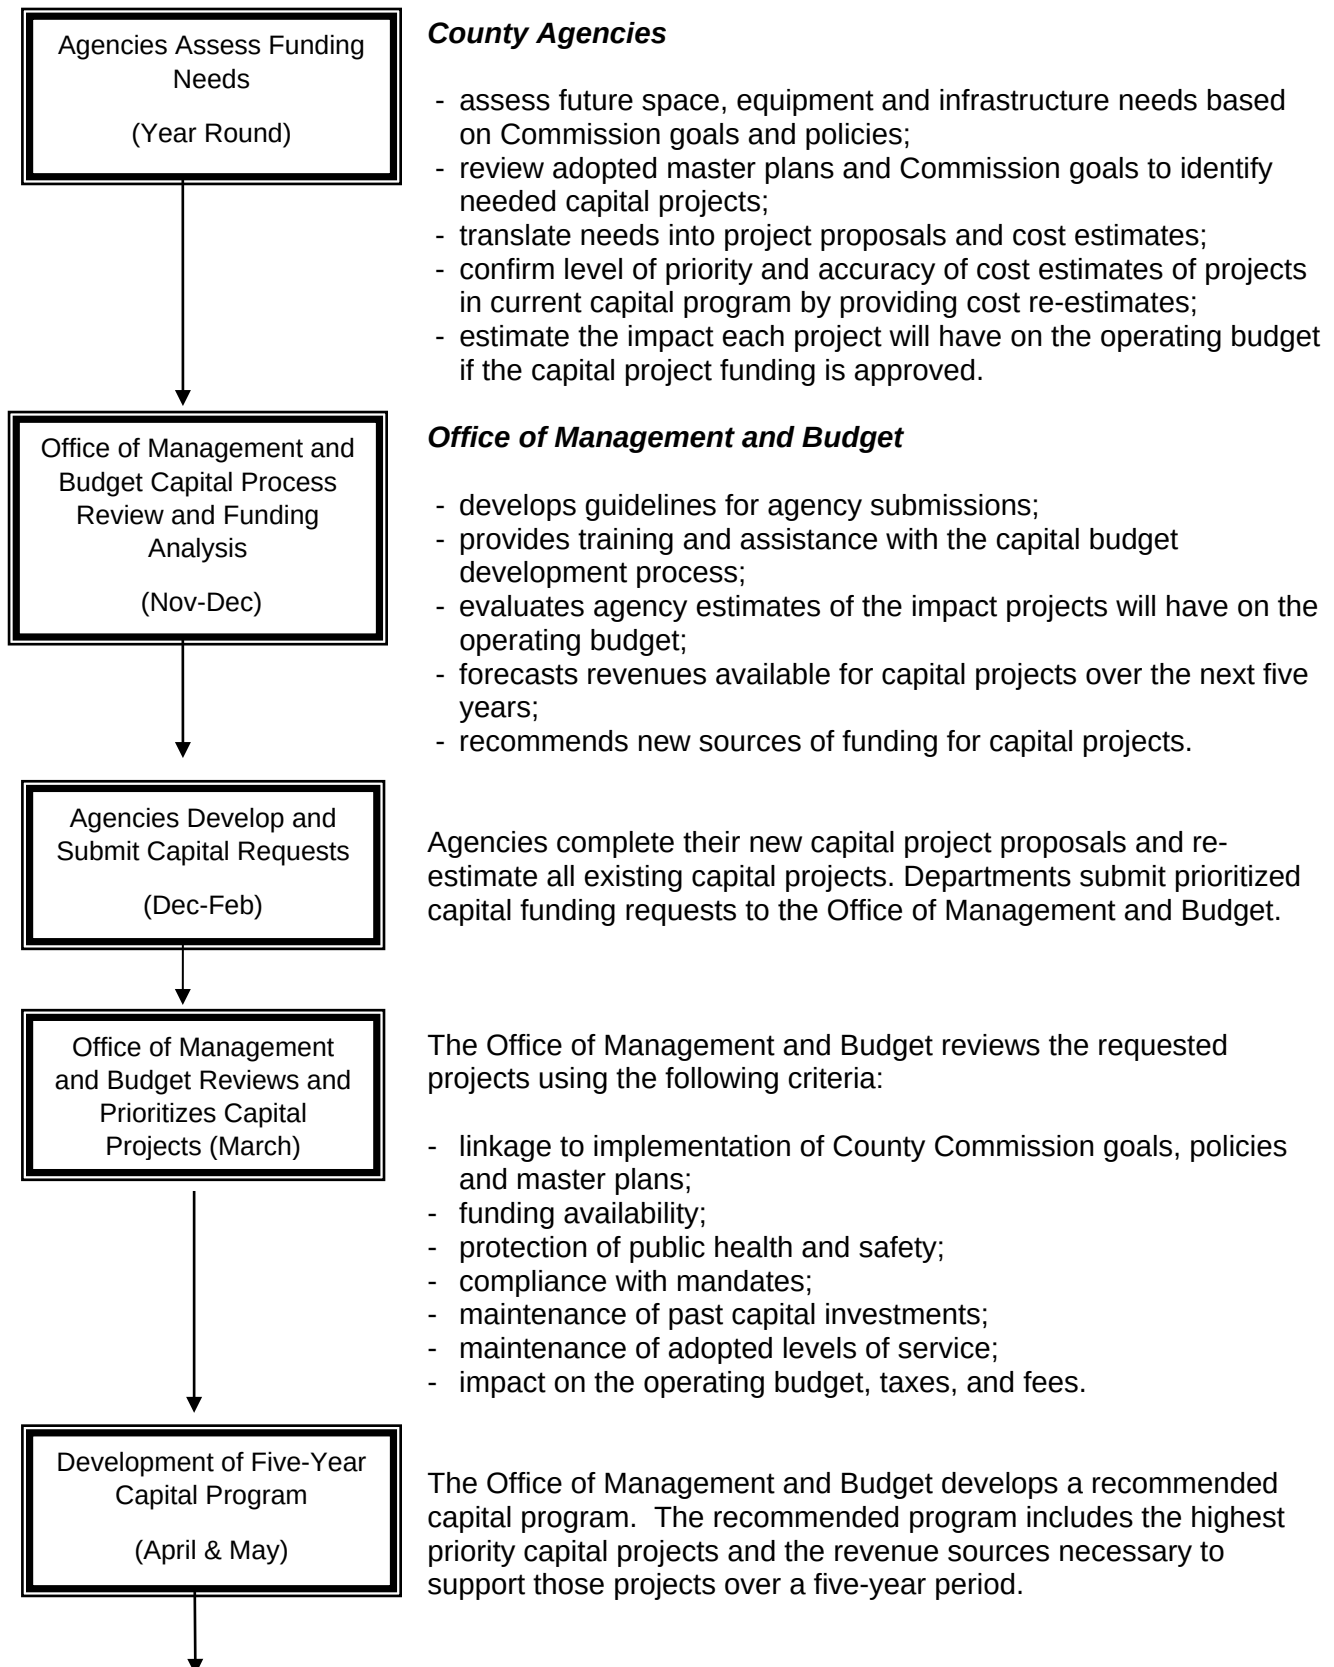 Agencies Assess Funding
Needs
(Year Round)
County Agencies
- assess future space, equipment and infrastructure needs based
on Commission goals and policies;
- review adopted master plans and Commission goals to identify
needed capital projects;
- translate needs into project proposals and cost estimates;
- confirm level of priority and accuracy of cost estimates of projects
in current capital program by providing cost re-estimates;
- estimate the impact each project will have on the operating budget
if the capital project funding is approved.
Office of Management and
Budget Capital Process
Review and Funding
Analysis
(Nov-Dec)
Office of Management and Budget
- develops guidelines for agency submissions;
- provides training and assistance with the capital budget
development process;
- evaluates agency estimates of the impact projects will have on the
operating budget;
- forecasts revenues available for capital projects over the next five
years;
- recommends new sources of funding for capital projects.
Agencies Develop and
Submit Capital Requests
(Dec-Feb)
Agencies complete their new capital project proposals and re-
estimate all existing capital projects. Departments submit prioritized
capital funding requests to the Office of Management and Budget.
Office of Management
and Budget Reviews and
Prioritizes Capital
Projects (March)
The Office of Management and Budget reviews the requested
projects using the following criteria:
- linkage to implementation of County Commission goals, policies
and master plans;
- funding availability;
- protection of public health and safety;
- compliance with mandates;
- maintenance of past capital investments;
- maintenance of adopted levels of service;
- impact on the operating budget, taxes, and fees.
Development of Five-Year
Capital Program
(April & May)
The Office of Management and Budget develops a recommended
capital program.  The recommended program includes the highest
priority capital projects and the revenue sources necessary to
support those projects over a five-year period.